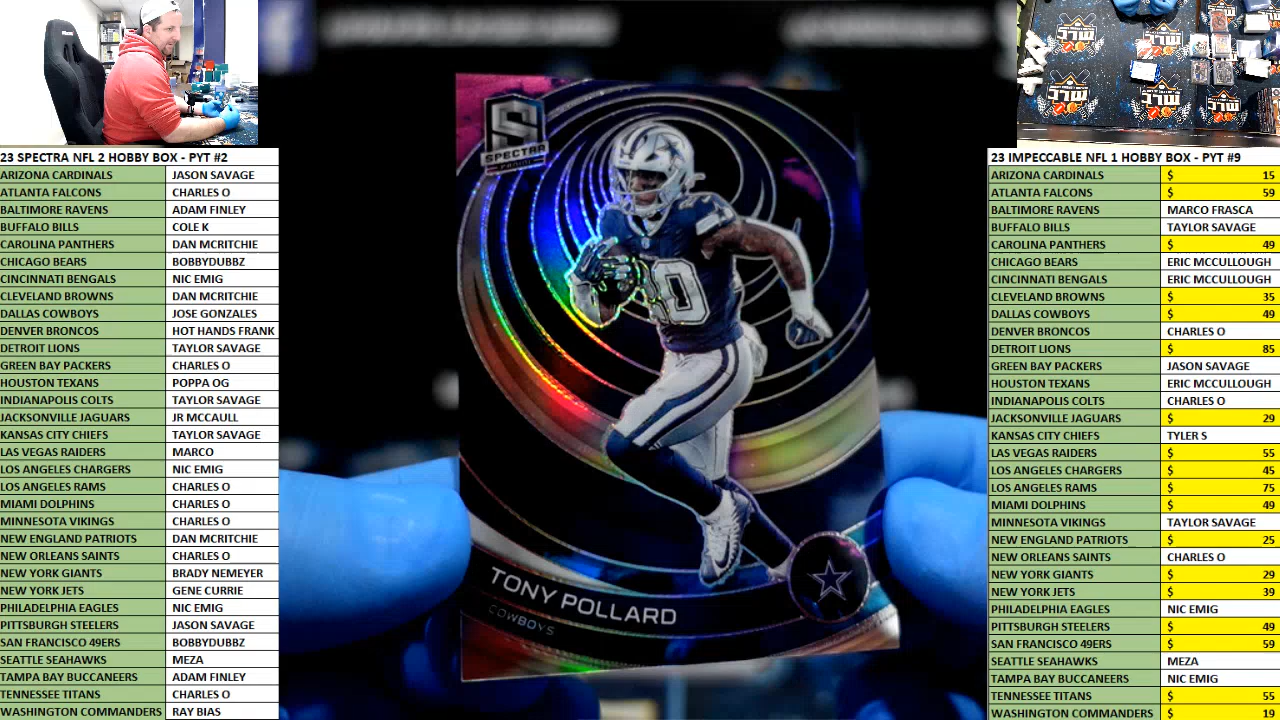 23 SPECTRA NFL 2 HOBBY BOX - PYT #2
ARIZONA CARDINALS JASON SAVAGE
ATLANTA FALCONS CHARLES O
BALTIMORE RAVENS ADAM FINLEY
BUFFALO BILLS COLE K
CAROLINA PANTHERS DAN MCRITCHIE
CHICAGO BEARS BOBBYDUBBZ
CINCINNATI BENGALS NIC EMIG
CLEVELAND BROWNS DAN MCRITCHIE
DALLAS COWBOYS JOSE GONZALES
DENVER BRONCOS HOT HANDS FRANK
DETROIT LIONS TAYLOR SAVAGE
GREEN BAY PACKERS CHARLES O
HOUSTON TEXANS POPPA OG
INDIANAPOLIS COLTS TAYLOR SAVAGE
JACKSONVILLE JAGUARS JR MCCAULL
KANSAS CITY CHIEFS TAYLOR SAVAGE
LAS VEGAS RAIDERS MARCO
LOS ANGELES CHARGERS NIC EMIG
LOS ANGELES RAMS CHARLES O
MIAMI DOLPHINS CHARLES O
MINNESOTA VIKINGS CHARLES O
NEW ENGLAND PATRIOTS DAN MCRITCHIE
NEW ORLEANS SAINTS CHARLES O
NEW YORK GIANTS BRADY NEMEYER
NEW YORK JETS GENE CURRIE
PHILADELPHIA EAGLES NIC EMIG
PITTSBURGH STEELERS JASON SAVAGE
SAN FRANCISCO 49ERS BOBBYDUBBZ
SEATTLE SEAHAWKS MEZA
TAMPA BAY BUCCANEERS ADAM FINLEY
TENNESSEE TITANS CHARLES O
WASHINGTON COMMANDERS RAY BIAS
S
SPECTRA
PANINI
20
TONY POLLARD
COWBOYS
23 IMPECCABLE NFL 1 HOBBY BOX - PYT #9
ARIZONA CARDINALS $ 15
ATLANTA FALCONS $ 59
BALTIMORE RAVENS MARCO FRASCA
BUFFALO BILLS TAYLOR SAVAGE
CAROLINA PANTHERS $ 49
CHICAGO BEARS ERIC MCCULLOUGH
CINCINNATI BENGALS ERIC MCCULLOUGH
CLEVELAND BROWNS $ 35
DALLAS COWBOYS $ 49
DENVER BRONCOS CHARLES O
DETROIT LIONS $ 85
GREEN BAY PACKERS JASON SAVAGE
HOUSTON TEXANS ERIC MCCULLOUGH
INDIANAPOLIS COLTS CHARLES O
JACKSONVILLE JAGUARS $ 29
KANSAS CITY CHIEFS TYLER S
LAS VEGAS RAIDERS $ 55
LOS ANGELES CHARGERS $ 45
LOS ANGELES RAMS $ 75
MIAMI DOLPHINS $ 49
MINNESOTA VIKINGS TAYLOR SAVAGE
NEW ENGLAND PATRIOTS $ 25
NEW ORLEANS SAINTS CHARLES O
NEW YORK GIANTS $ 29
NEW YORK JETS $ 39
PHILADELPHIA EAGLES NIC EMIG
PITTSBURGH STEELERS $ 49
SAN FRANCISCO 49ERS $ 59
SEATTLE SEAHAWKS MEZA
TAMPA BAY BUCCANEERS NIC EMIG
TENNESSEE TITANS $ 55
WASHINGTON COMMANDERS $ 19